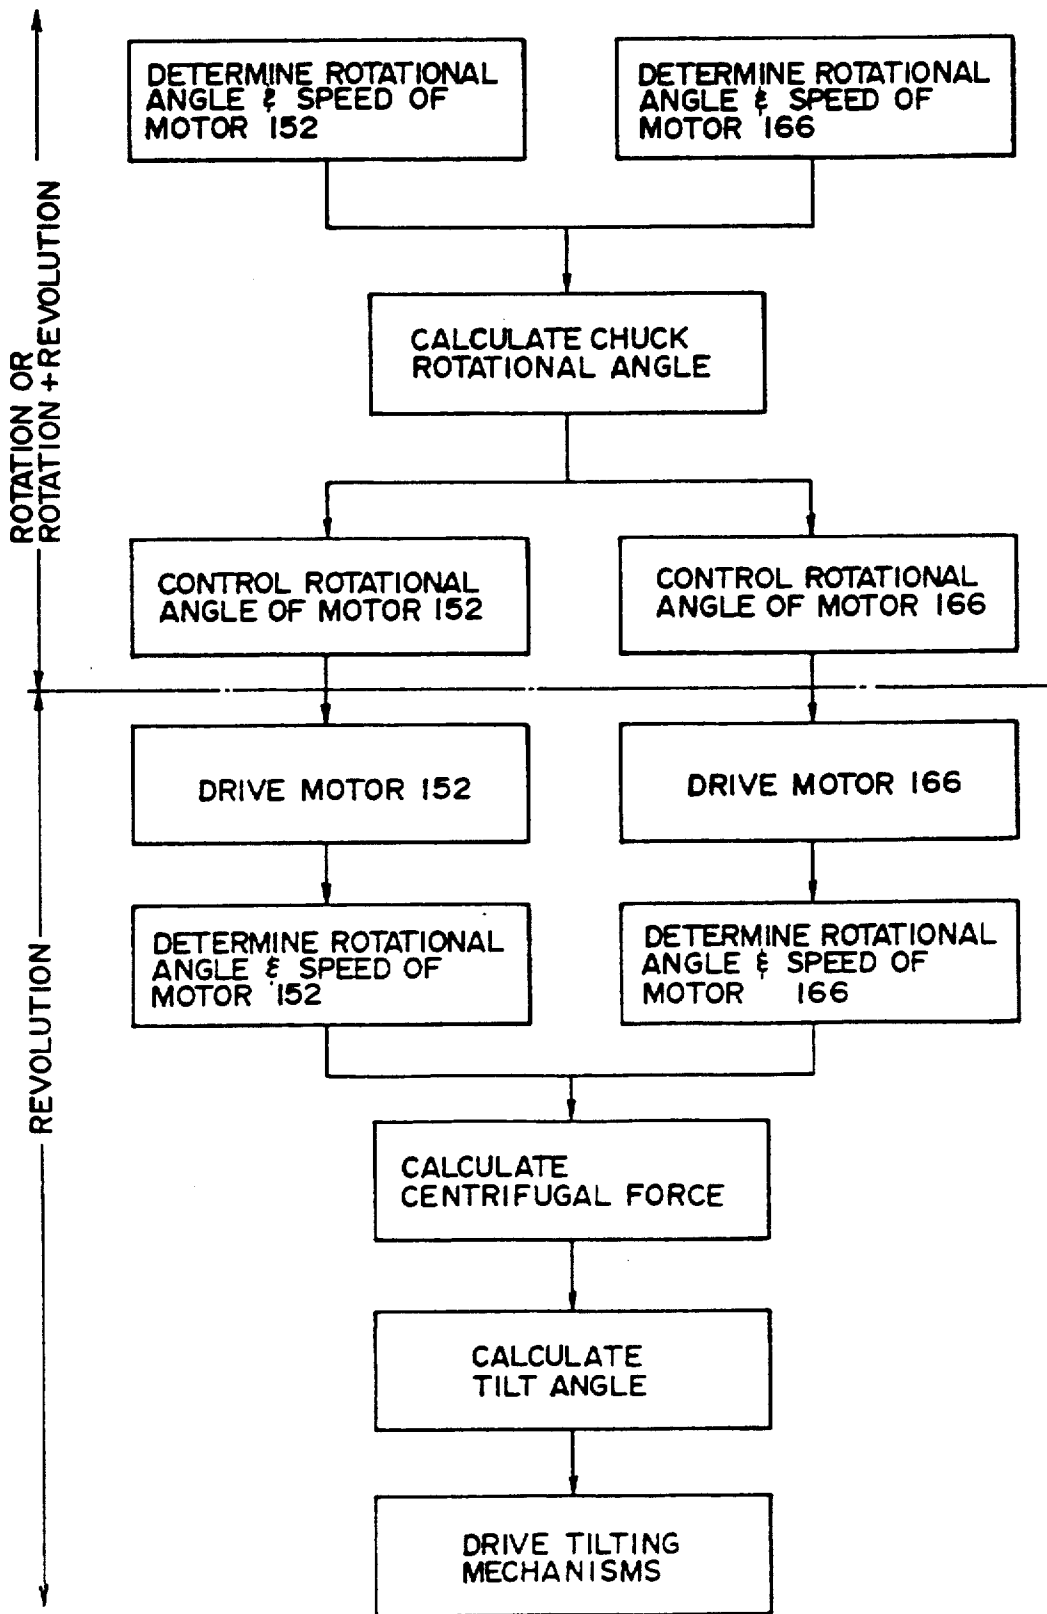 DETERMINE ROTATIONAL
ANGLE & SPEED OF
MOTOR 152
DETERMINE ROTATIONAL
ANGLE & SPEED OF
MOTOR 166
ROTATION OR
ROTATION + REVOLUTION
CALCULATE CHUCK
ROTATIONAL ANGLE
CONTROL ROTATIONAL
ANGLE OF MOTOR 152
CONTROL ROTATIONAL
ANGLE OF MOTOR 166
DRIVE MOTOR 152
DRIVE MOTOR 166
REVOLUTION
DETERMINE ROTATIONAL
ANGLE & SPEED OF
MOTOR 152
DETERMINE ROTATIONAL
ANGLE & SPEED OF
MOTOR 166
CALCULATE
CENTRIFUGAL FORCE
CALCULATE
TILT ANGLE
DRIVE TILTING
MECHANISMS